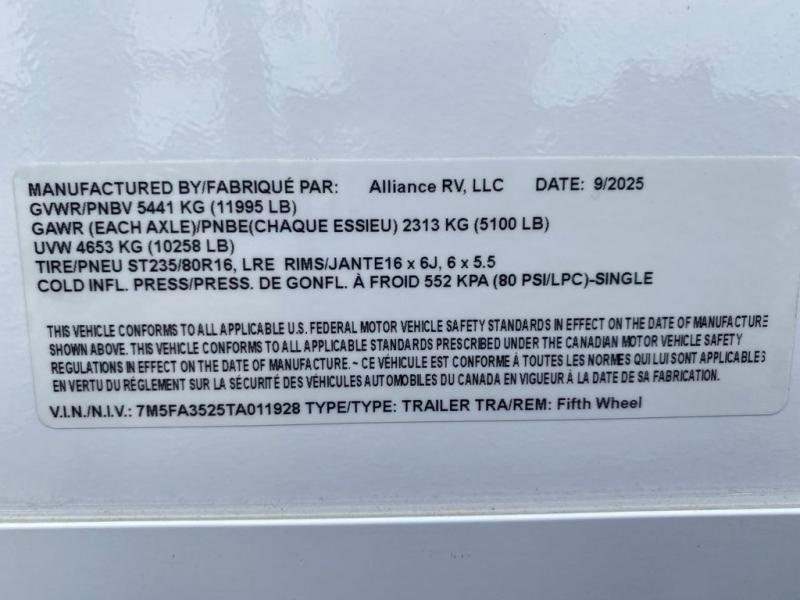 MANUFACTURED BY/FABRIQUÉ PAR: Alliance RV, LLC DATE: 9/2025
GVWR/PNBV 5441 KG (11995 LB)
GAWR (EACH AXLE)/PNBE(CHAQUE ESSIEU) 2313 KG (5100 LB)
UVW 4653 KG (10258 LB)
TIRE/PNEU ST235/80R16, LRE RIMS/JANTE16 x 6J, 6 x 5.5
COLD INFL. PRESS/PRESS. DE GONFL. À FROID 552 KPA (80 PSI/LPC)-SINGLE
THIS VEHICLE CONFORMS TO ALL APPLICABLE U.S. FEDERAL MOTOR VEHICLE SAFETY STANDARDS IN EFFECT ON THE DATE OF MANUFACTURE
SHOWN ABOVE. THIS VEHICLE CONFORMS TO ALL APPLICABLE STANDARDS PRESCRIBED UNDER THE CANADIAN MOTOR VEHICLE SAFETY
REGULATIONS IN EFFECT ON THE DATE OF MANUFACTURE. ~ CE VÉHICULE EST CONFORME À TOUTES LES NORMES QUI LUI SONT APPLICABLES
EN VERTU DU RÉGLEMENT SUR LA SÉCURITÉ DES VÉHICULES AUTOMOBILES DU CANADA EN VIGUEUR À LA DATE DE SA FABRICATION.
V.I.N./N.I.V.: 7M5FA3525TA011928 TYPE/TYPE: TRAILER TRA/REM: Fifth Wheel